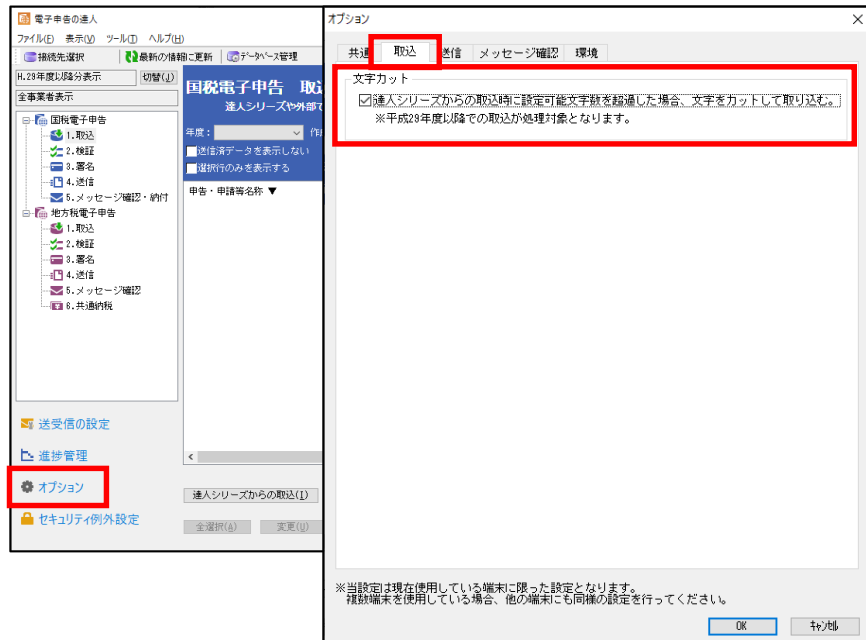 電子申告の達人
ファイル(F) 表示(V) ツール(T) ヘルプ(H)
接続先選択 最新の情報に更新 データベース管理
H.29年度以降分表示 切替(J)
全事業者表示
国税電子申告
1.取込
2.検証
3.署名
4.送信
5.メッセージ確認・納付
地方税電子申告
1.取込
2.検証
3.署名
4.送信
5.メッセージ確認
6.共通納税
送受信の設定
進捗管理
オプション
セキュリティ例外設定
国税電子申告 取込
達人シリーズや外部で
年度:
送信済データを表示しない
選択行のみを表示する
申告・申請等名称 ▼
<
達人シリーズからの取込(I)
全選択(A) 変更(U)
オプション
共通 取込 送信 メッセージ確認 環境
文字カット
達人シリーズからの取込時に設定可能文字数を超過した場合、文字をカットして取り込む。
※平成29年度以降での取込が処理対象となります。
※当設定は現在使用している端末に限った設定となります。
複数端末を使用している場合、他の端末にも同様の設定を行ってください。
OK キャンセル